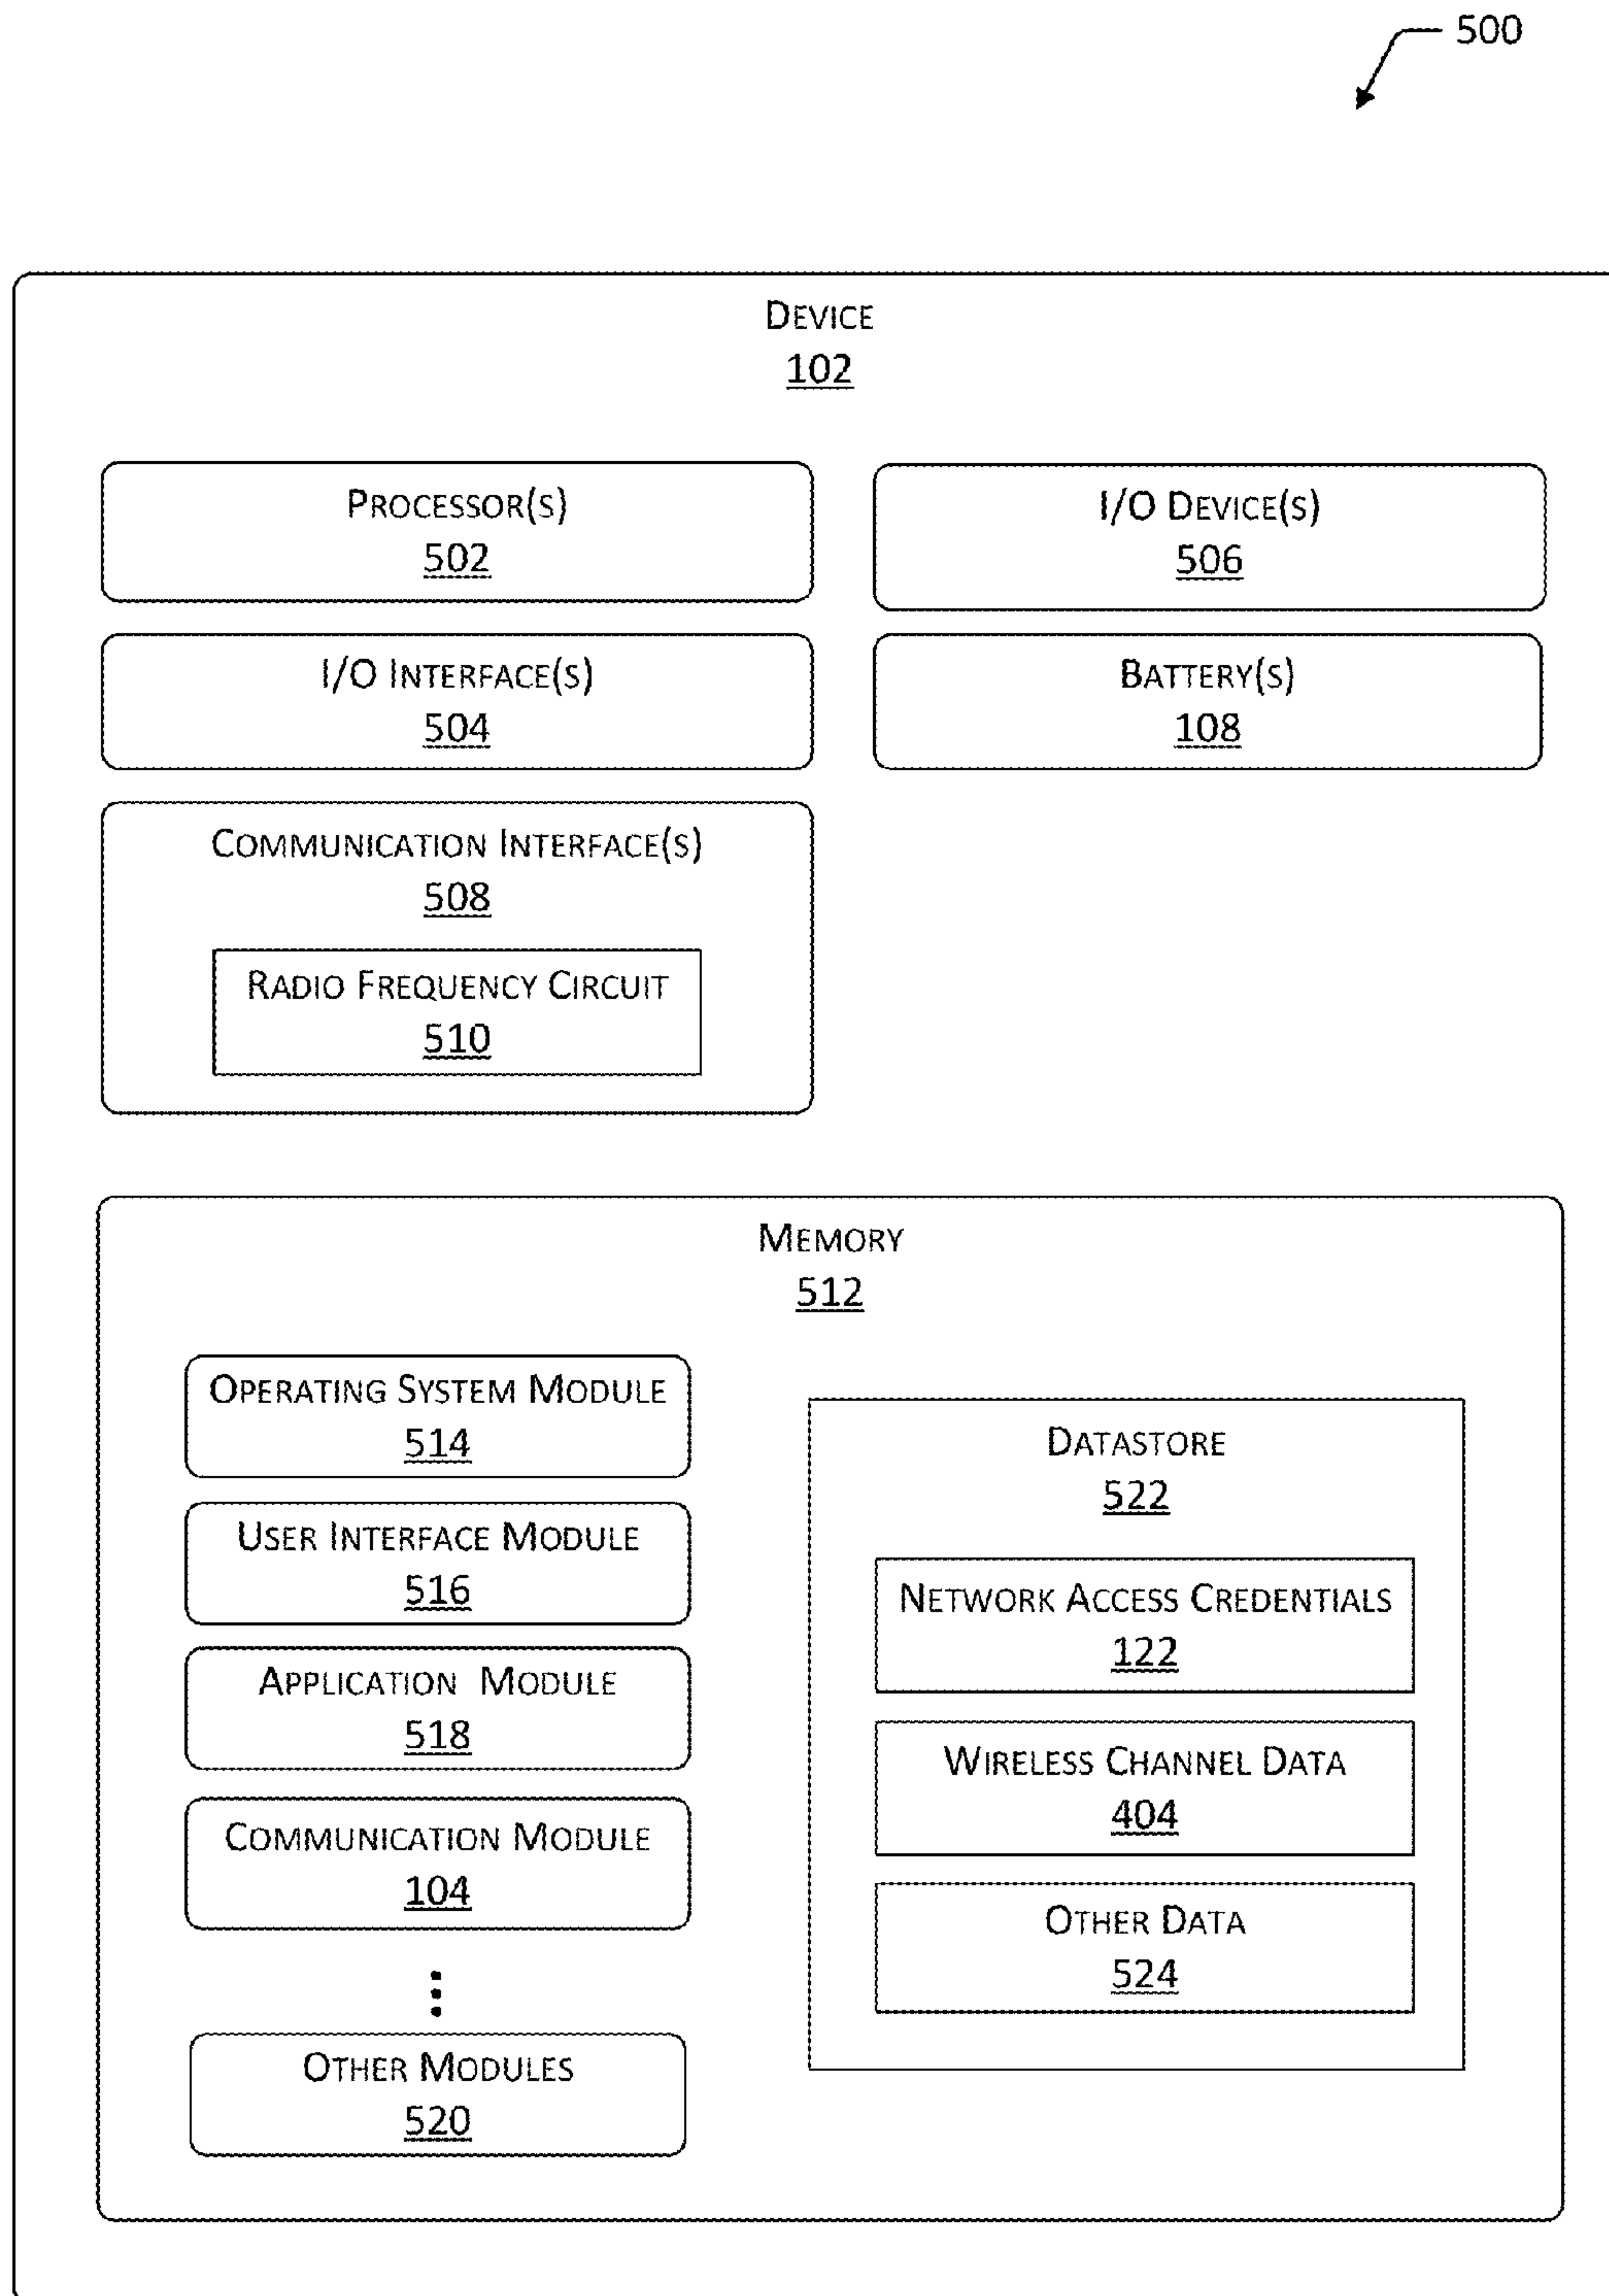 500
DEVICE
102
PROCESSOR(S)
502
I/O DEVICE(S)
506
I/O INTERFACE(S)
504
BATTERY(S)
108
COMMUNICATION INTERFACE(S)
508
RADIO FREQUENCY CIRCUIT
510
MEMORY
512
OPERATING SYSTEM MODULE
514
USER INTERFACE MODULE
516
APPLICATION MODULE
518
COMMUNICATION MODULE
104
OTHER MODULES
520
DATASTORE
522
NETWORK ACCESS CREDENTIALS
122
WIRELESS CHANNEL DATA
404
OTHER DATA
524